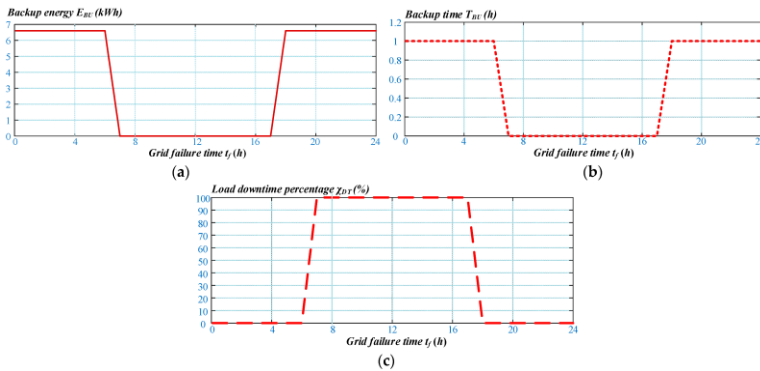 Backup energy E_BU (kWh)
7
6
5
4
3
2
1
0
0 4 8 12 16 20 24
Grid failure time t_f (h)
(a)
Backup time T_BU (h)
1.2
1
0.8
0.6
0.4
0.2
0
0 4 8 12 16 20 24
Grid failure time t_f (h)
(b)
Load downtime percentage χ_DT (%)
100
90
80
70
60
50
40
30
20
10
0
0 4 8 12 16 20 24
Grid failure time t_f (h)
(c)